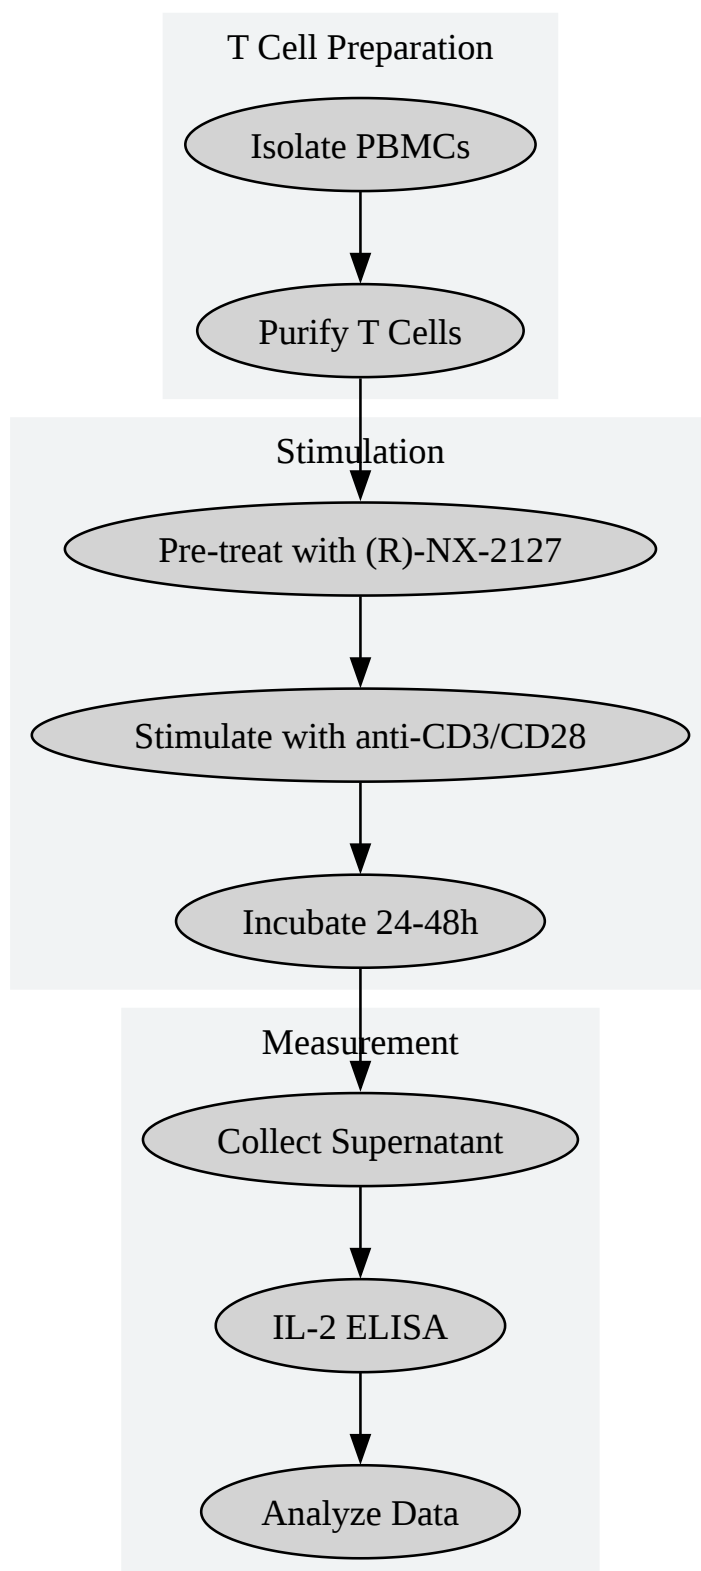 T Cell Preparation
Isolate PBMCs
Purify T Cells
Stimulation
Pre-treat with (R)-NX-2127
Stimulate with anti-CD3/CD28
Incubate 24-48h
Measurement
Collect Supernatant
IL-2 ELISA
Analyze Data